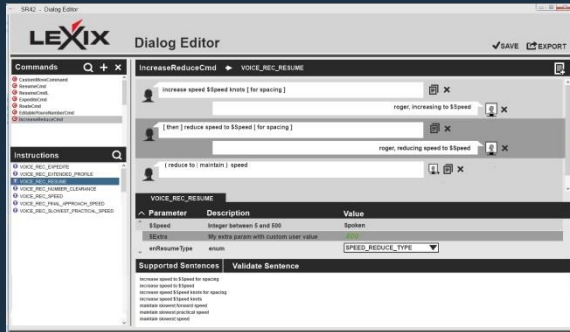 SR42 - Dialog Editor
LEXIX
Dialog Editor
SAVE
EXPORT
Commands
CustomMoveCommand
ResumeCmd
ResumeCmdL
ExpediteCmd
RouteCmd
EditableRouteNumberCmd
IncreaseReduceCmd
Instructions
VOICE_REC_EXPEDITE
VOICE_REC_EXTENDED_PROFILE
VOICE_REC_RESUME
VOICE_REC_NUMBER_CLEARANCE
VOICE_REC_SPEED
VOICE_REC_FINAL_APPROACH_SPEED
VOICE_REC_SLOWEST_PRACTICAL_SPEED
IncreaseReduceCmd VOICE_REC_RESUME
increase speed $Speed knots [ for spacing ]
roger, increasing to $Speed
[ then ] reduce speed to $Speed [ for spacing ]
roger, reducing speed to $Speed
( reduce to | maintain ) speed
VOICE_REC_RESUME
Parameter Description Value
$Speed Integer between 5 and 500 Spoken
$Extra My extra param with custom user value
enResumeType enum SPEED_REDUCE_TYPE
Supported Sentences Validate Sentence
increase speed to $Speed for spacing
increase speed to $Speed
increase speed $Speed knots for spacing
increase speed $Speed knots
maintain slowest forward speed
maintain slowest practical speed
maintain slowest speed